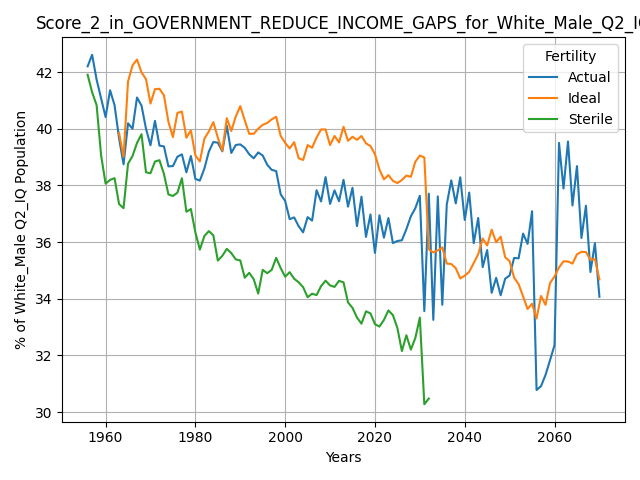 Score_2_in_GOVERNMENT_REDUCE_INCOME_GAPS_for_White_Male_Q2_IQ
Fertility
Actual
Ideal
Sterile
% of White_Male Q2_IQ Population
42
40
38
36
34
32
30
1960
1980
2000
2020
2040
2060
Years